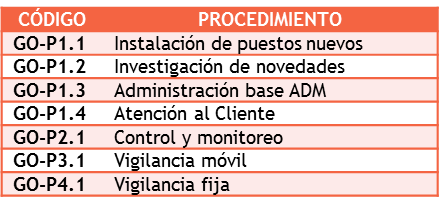 CÓDIGO PROCEDIMIENTO
GO-P1.1 Instalación de puestos nuevos
GO-P1.2 Investigación de novedades
GO-P1.3 Administración base ADM
GO-P1.4 Atención al Cliente
GO-P2.1 Control y monitoreo
GO-P3.1 Vigilancia móvil
GO-P4.1 Vigilancia fija